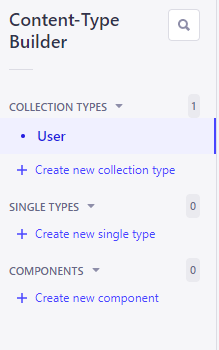 Content-Type
Builder
COLLECTION TYPES 1
User
Create new collection type
SINGLE TYPES 0
Create new single type
COMPONENTS 0
Create new component